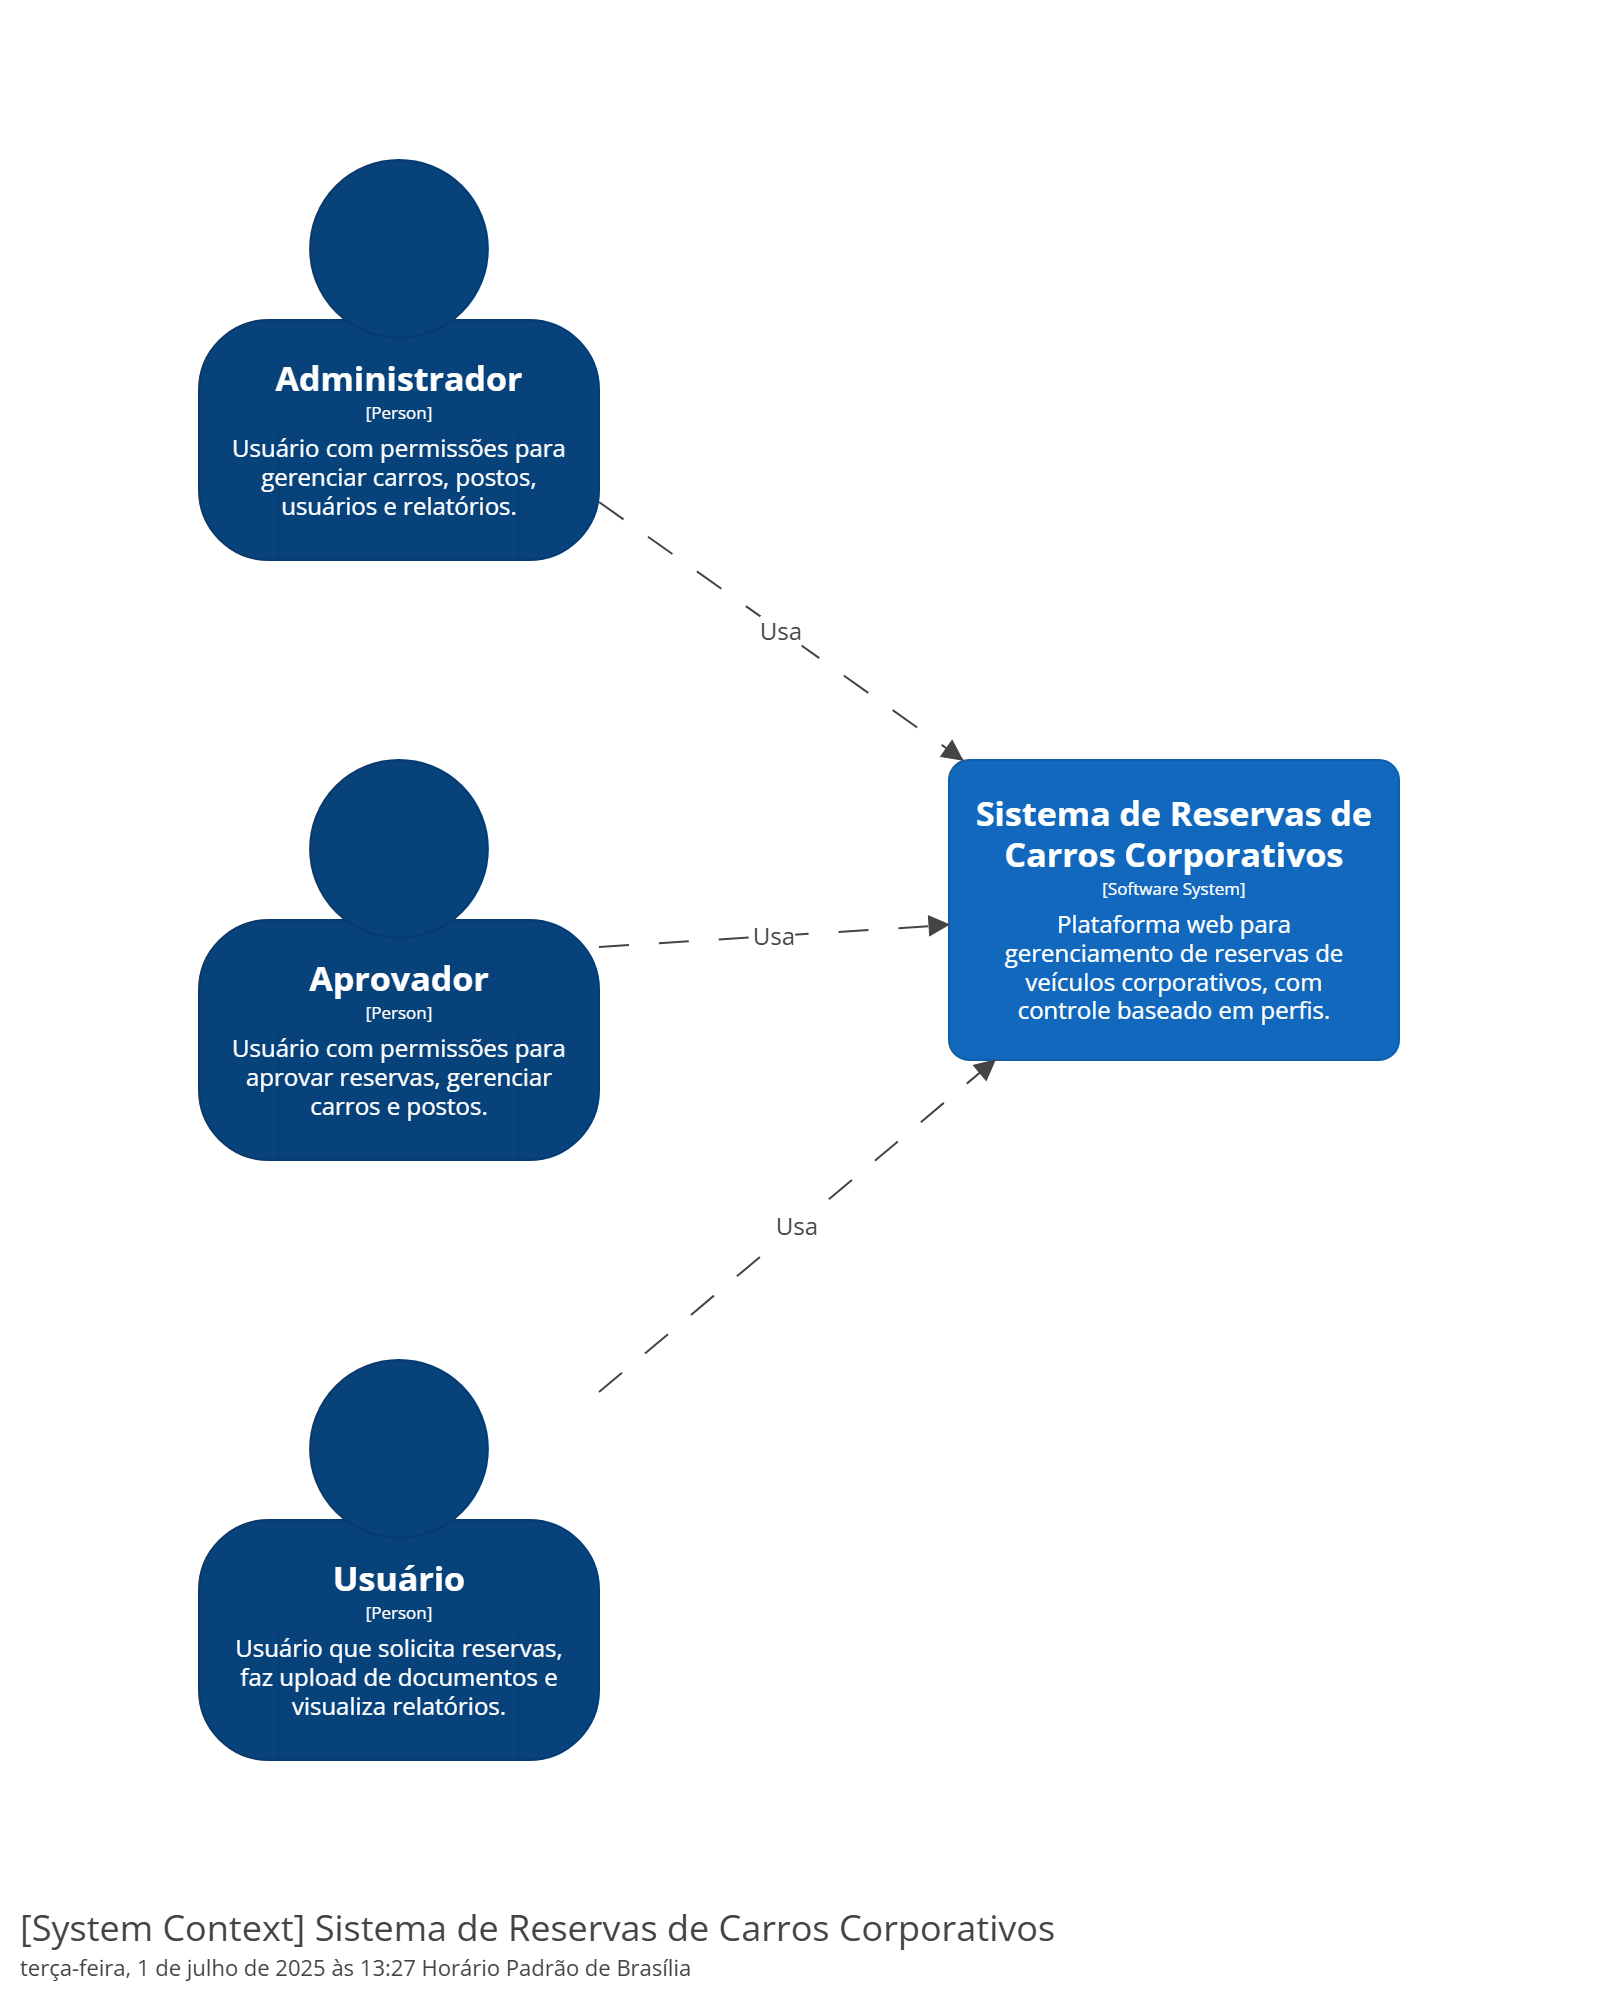 Administrador
[Person]
Usuário com permissões para
gerenciar carros, postos,
usuários e relatórios.
Usa
Sistema de Reservas de
Carros Corporativos
[Software System]
Plataforma web para
gerenciamento de reservas de
veículos corporativos, com
controle baseado em perfis.
Usa
Aprovador
[Person]
Usuário com permissões para
aprovar reservas, gerenciar
carros e postos.
Usa
Usuário
[Person]
Usuário que solicita reservas,
faz upload de documentos e
visualiza relatórios.
[System Context] Sistema de Reservas de Carros Corporativos
terça-feira, 1 de julho de 2025 às 13:27 Horário Padrão de Brasília